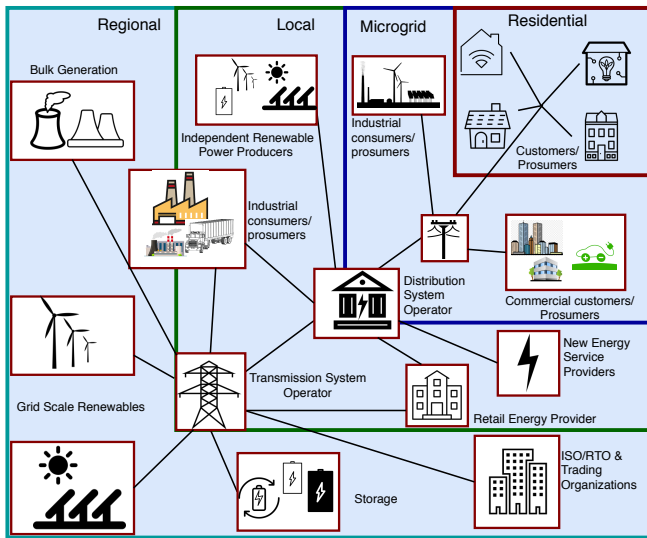 Regional
Local
Microgrid
Residential
Bulk Generation
Independent Renewable
Power Producers
Industrial
consumers/
prosumers
Customers/
Prosumers
Industrial
consumers/
prosumers
Distribution
System
Operator
Commercial customers/
Prosumers
New Energy
Service
Providers
Transmission System
Operator
Grid Scale Renewables
Retail Energy Provider
ISO/RTO &
Trading
Organizations
Storage